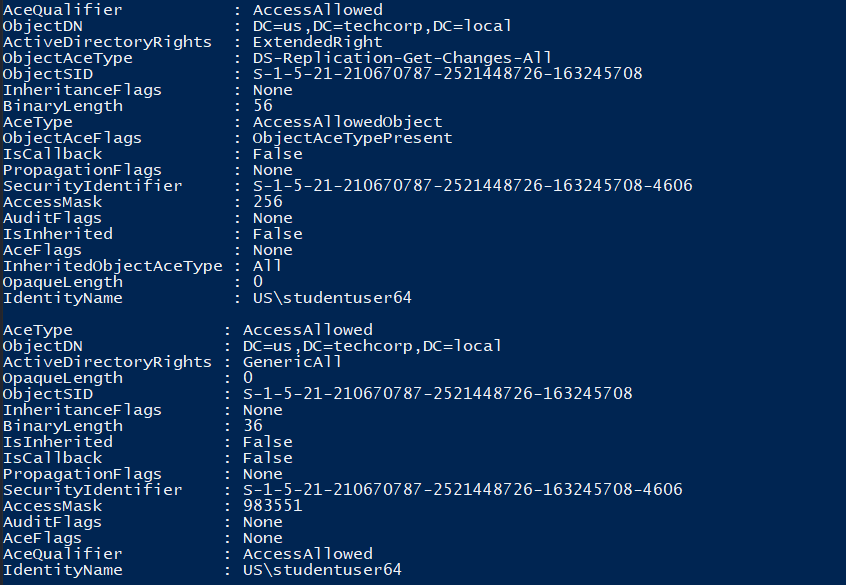 AceQualifier           : AccessAllowed
ObjectDN               : DC=us,DC=techcorp,DC=local
ActiveDirectoryRights  : ExtendedRight
ObjectAceType          : DS-Replication-Get-Changes-All
ObjectSID              : S-1-5-21-210670787-2521448726-163245708
InheritanceFlags       : None
BinaryLength           : 56
AceType                : AccessAllowedObject
ObjectAceFlags         : ObjectAceTypePresent
IsCallback             : False
PropagationFlags       : None
SecurityIdentifier     : S-1-5-21-210670787-2521448726-163245708-4606
AccessMask             : 256
AuditFlags             : None
IsInherited            : False
AceFlags               : None
InheritedObjectAceType : All
OpaqueLength           : 0
IdentityName           : US\studentuser64

AceType               : AccessAllowed
ObjectDN              : DC=us,DC=techcorp,DC=local
ActiveDirectoryRights : GenericAll
OpaqueLength          : 0
ObjectSID             : S-1-5-21-210670787-2521448726-163245708
InheritanceFlags      : None
BinaryLength          : 36
IsInherited           : False
IsCallback            : False
PropagationFlags      : None
SecurityIdentifier    : S-1-5-21-210670787-2521448726-163245708-4606
AccessMask            : 983551
AuditFlags            : None
AceFlags              : None
AceQualifier          : AccessAllowed
IdentityName          : US\studentuser64